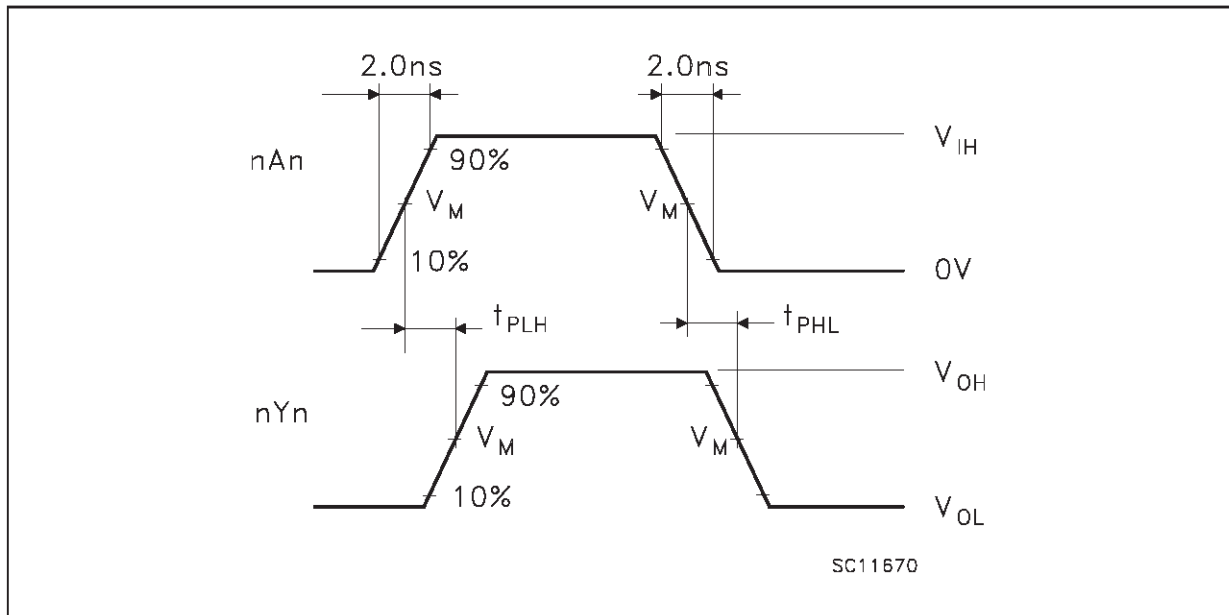 2.0ns 2.0ns
nAn 90% V_IH
V_M V_M
10% 0V
t_PLH t_PHL
nYn 90% V_OH
V_M V_M
10% V_OL
SC11670